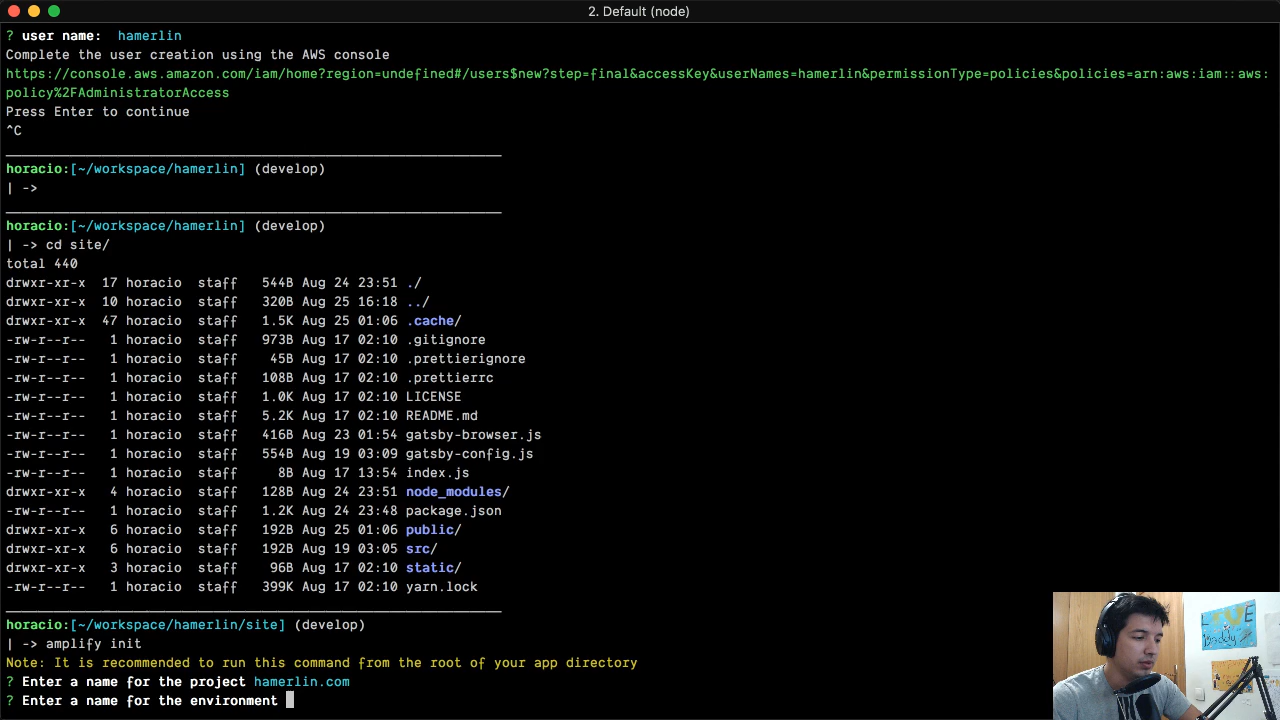 2. Default (node)
? user name:  hamerlin
Complete the user creation using the AWS console
https://console.aws.amazon.com/iam/home?region=undefined#/users$new?step=final&accessKey&userNames=hamerlin&permissionType=policies&policies=arn:aws:iam::aws:
policy%2FAdministratorAccess
Press Enter to continue
^C
horacio:[~/workspace/hamerlin] (develop)
| ->
horacio:[~/workspace/hamerlin] (develop)
| -> cd site/
total 440
drwxr-xr-x  17 horacio  staff   544B Aug 24 23:51 ./
drwxr-xr-x  10 horacio  staff   320B Aug 25 16:18 ../
drwxr-xr-x  47 horacio  staff   1.5K Aug 25 01:06 .cache/
-rw-r--r--   1 horacio  staff   973B Aug 17 02:10 .gitignore
-rw-r--r--   1 horacio  staff    45B Aug 17 02:10 .prettierignore
-rw-r--r--   1 horacio  staff   108B Aug 17 02:10 .prettierrc
-rw-r--r--   1 horacio  staff   1.0K Aug 17 02:10 LICENSE
-rw-r--r--   1 horacio  staff   5.2K Aug 17 02:10 README.md
-rw-r--r--   1 horacio  staff   416B Aug 23 01:54 gatsby-browser.js
-rw-r--r--   1 horacio  staff   554B Aug 19 03:09 gatsby-config.js
-rw-r--r--   1 horacio  staff     8B Aug 17 13:54 index.js
drwxr-xr-x   4 horacio  staff   128B Aug 24 23:51 node_modules/
-rw-r--r--   1 horacio  staff   1.2K Aug 24 23:48 package.json
drwxr-xr-x   6 horacio  staff   192B Aug 25 01:06 public/
drwxr-xr-x   6 horacio  staff   192B Aug 19 03:05 src/
drwxr-xr-x   3 horacio  staff    96B Aug 17 02:10 static/
-rw-r--r--   1 horacio  staff   399K Aug 17 02:10 yarn.lock
horacio:[~/workspace/hamerlin/site] (develop)
| -> amplify init
Note: It is recommended to run this command from the root of your app directory
? Enter a name for the project hamerlin.com
? Enter a name for the environment